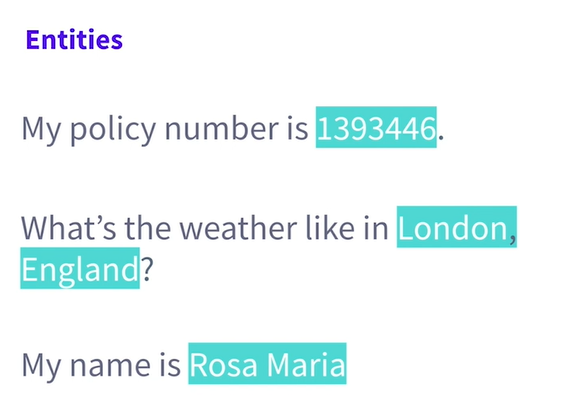 Entities
My policy number is 1393446.
What’s the weather like in London,
England?
My name is Rosa Maria